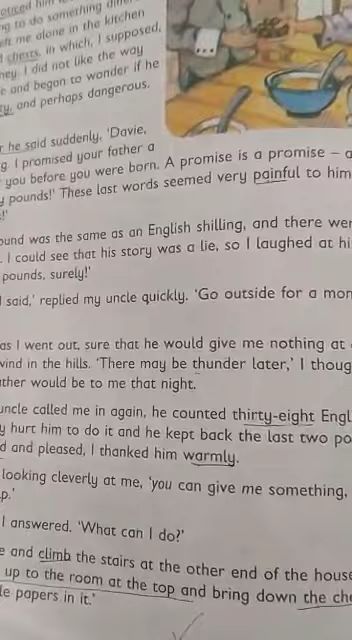 noticed him
ng to do something differ
eft me alone in the kitchen
d chests, in which, I supposed,
ney. I did not like the way
e and began to wonder if he
ty, and perhaps dangerous.
r he said suddenly, 'Davie,
g. I promised your father a
you before you were born. A promise is a promise – a
y pounds!' These last words seemed very painful to him
!'
ound was the same as an English shilling, and there wer
. I could see that his story was a lie, so I laughed at hi
pounds, surely!'
I said,' replied my uncle quickly. 'Go outside for a mom
as I went out, sure that he would give me nothing at
wind in the hills. 'There may be thunder later,' I thoug
ther would be to me that night.
uncle called me in again, he counted thirty-eight Engl
y hurt him to do it and he kept back the last two po
d and pleased, I thanked him warmly.
looking cleverly at me, 'you can give me something,
p.'
I answered. 'What can I do?'
e and climb the stairs at the other end of the house
up to the room at the top and bring down the che
le papers in it.'